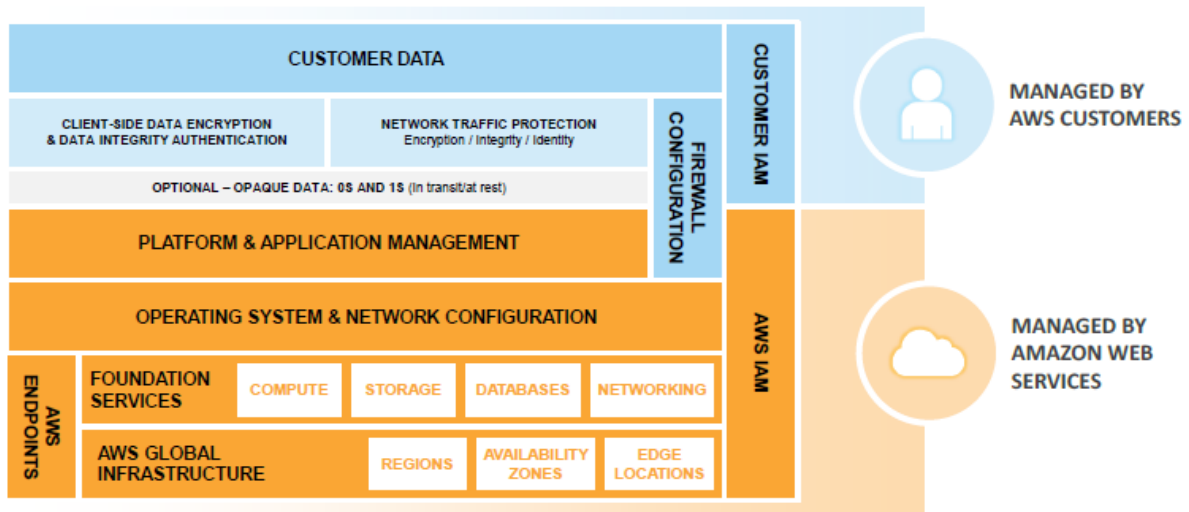 CUSTOMER DATA
CUSTOMER IAM
CLIENT-SIDE DATA ENCRYPTION
& DATA INTEGRITY AUTHENTICATION
NETWORK TRAFFIC PROTECTION
Encryption / Integrity / Identity
FIREWALL
CONFIGURATION
OPTIONAL – OPAQUE DATA: 0S AND 1S (In transit/at rest)
PLATFORM & APPLICATION MANAGEMENT
OPERATING SYSTEM & NETWORK CONFIGURATION
AWS IAM
AWS
ENDPOINTS
FOUNDATION
SERVICES
COMPUTE
STORAGE
DATABASES
NETWORKING
AWS GLOBAL
INFRASTRUCTURE
REGIONS
AVAILABILITY
ZONES
EDGE
LOCATIONS
MANAGED BY
AWS CUSTOMERS
MANAGED BY
AMAZON WEB
SERVICES